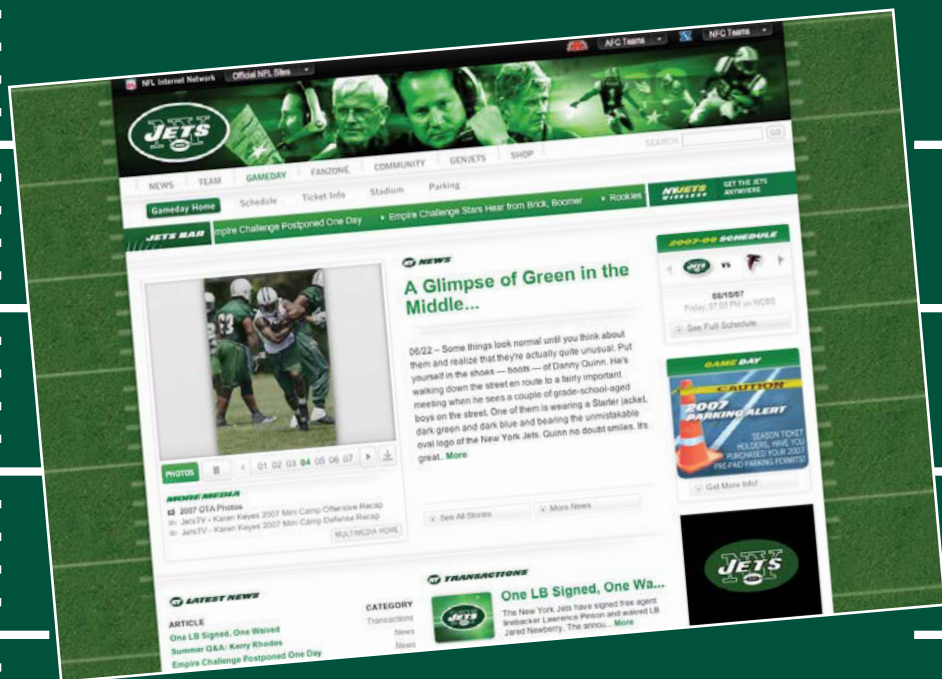 AFC Teams
NFC Teams
NFL Internet Network
Official NFL Sites
JETS
SEARCH
GO
NEWS
TEAM
GAMEDAY
FANZONE
COMMUNITY
GENJETS
SHOP
Gameday Home
Schedule
Ticket Info
Stadium
Parking
NYJETS
WIRELESS
GET THE JETS
ANYWHERE
JETS BAR
mpire Challenge Postponed One Day
Empire Challenge Stars Hear from Brick, Boomer
Rookies
PHOTOS
01 02 03 04 05 06 07
MORE MEDIA
2007 OTA Photos
JetsTV - Karen Keyes 2007 Mini Camp Offensive Recap
JetsTV - Karen Keyes 2007 Mini Camp Defense Recap
MULTIMEDIA HOME
NEWS
A Glimpse of Green in the
Middle...
06/22 – Some things look normal until you think about
them and realize that they're actually quite unusual. Put
yourself in the shoes — boots — of Danny Quinn. He's
walking down the street en route to a fairly important
meeting when he sees a couple of grade-school-aged
boys on the street. One of them is wearing a Starter jacket,
dark green and dark blue and bearing the unmistakable
oval logo of the New York Jets. Quinn no doubt smiles. It's
great.. More
See All Stories
More News
2007-08 SCHEDULE
JETS
vs
08/10/07
Friday, 07:00 PM on WCBS
See Full Schedule
GAME DAY
CAUTION
2007
PARKING ALERT
SEASON TICKET
HOLDERS, HAVE YOU
PURCHASED YOUR 2007
PRE-PAID PARKING PERMITS?
Get More Info!
JETS
LATEST NEWS
ARTICLE
CATEGORY
One LB Signed, One Waived
Transactions
Summer Q&A: Kerry Rhodes
News
Empire Challenge Postponed One Day
News
TRANSACTIONS
JETS
One LB Signed, One Wa...
The New York Jets have signed free agent
linebacker Lawrence Pinson and waived LB
Jared Newberry. The annou... More